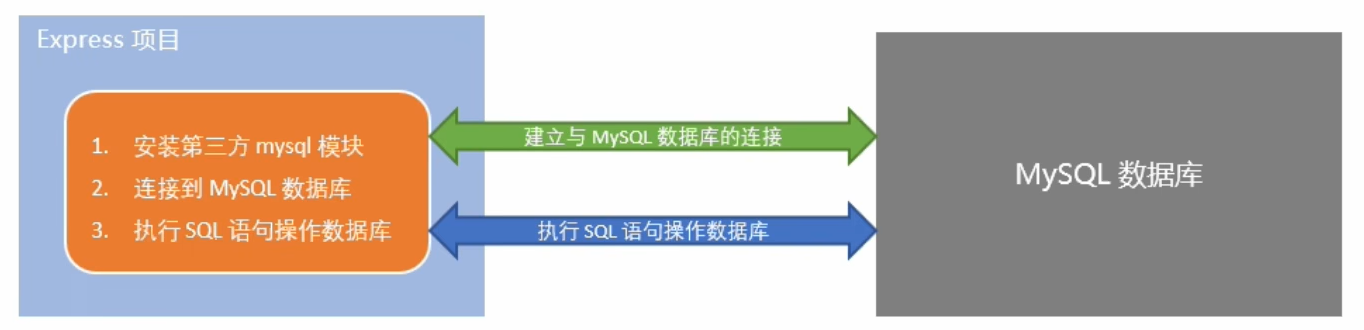 Express 项目
1. 安装第三方 mysql 模块
2. 连接到 MySQL 数据库
3. 执行 SQL 语句操作数据库
建立与 MySQL 数据库的连接
执行 SQL 语句操作数据库
MySQL 数据库